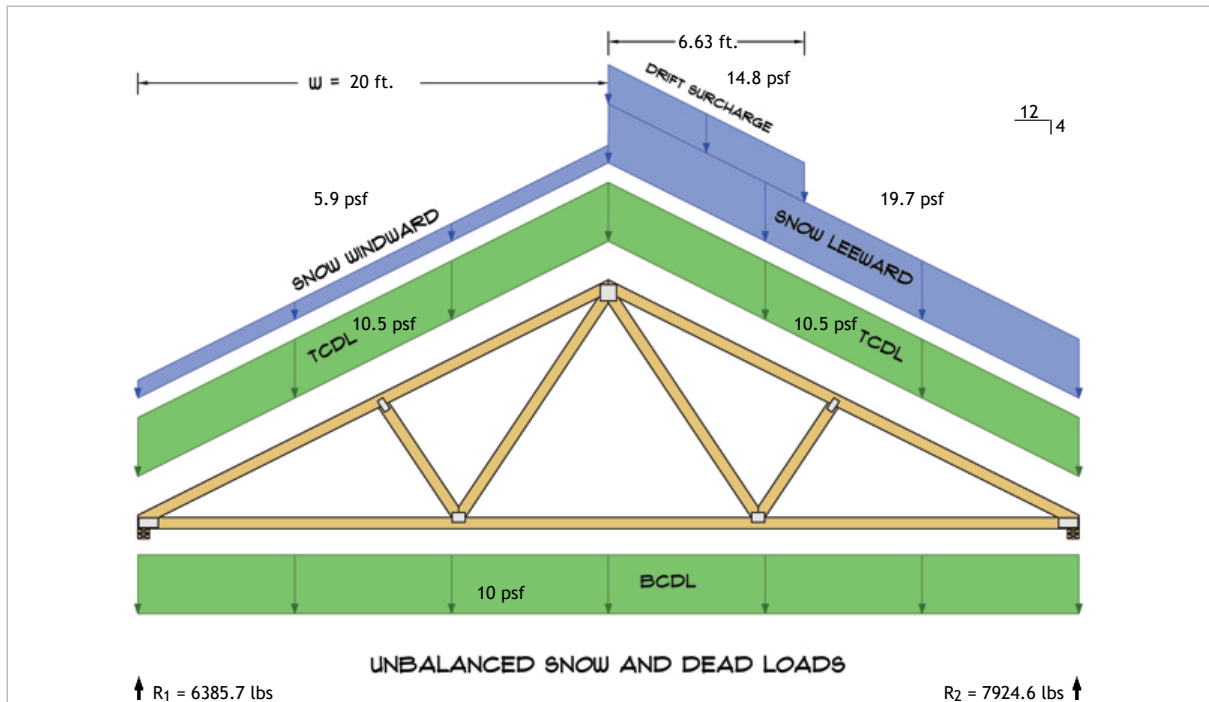 6.63 ft.
14.8 psf
DRIFT SURCHARGE
W = 20 ft.
12
4
5.9 psf
19.7 psf
SNOW WINDWARD
SNOW LEEWARD
10.5 psf
TCDL
10.5 psf
TCDL
10 psf
BCDL
UNBALANCED SNOW AND DEAD LOADS
R1 = 6385.7 lbs
R2 = 7924.6 lbs